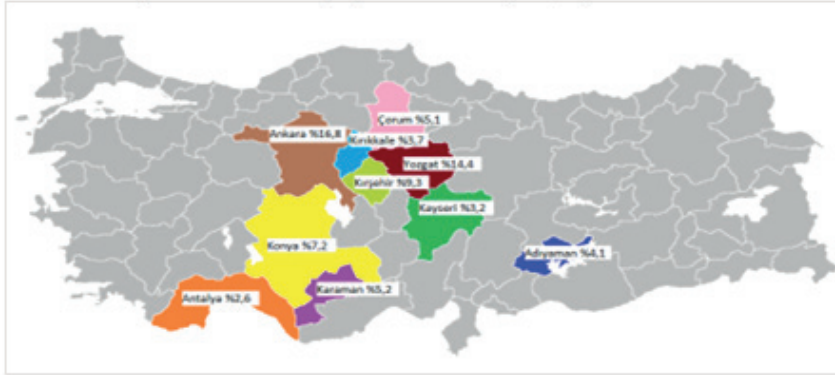 Çorum %5,1
Ankara %16,8
Kırıkkale %3,7
Yozgat %14,4
Kırşehir %9,3
Kayseri %3,2
Konya %7,2
Adıyaman %4,1
Karaman %5,2
Antalya %2,6